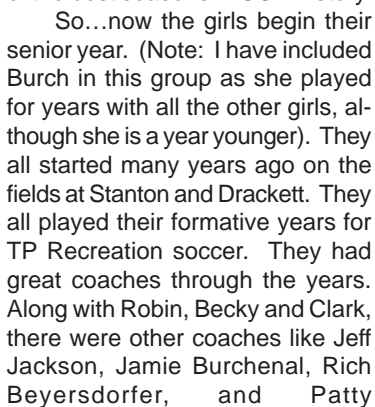 So…now the girls begin their
senior year. (Note: I have included
Burch in this group as she played
for years with all the other girls, al-
though she is a year younger). They
all started many years ago on the
fields at Stanton and Drackett. They
all played their formative years for
TP Recreation soccer. They had
great coaches through the years.
Along with Robin, Becky and Clark,
there were other coaches like Jeff
Jackson, Jamie Burchenal, Rich
Beyersdorfer, and Patty